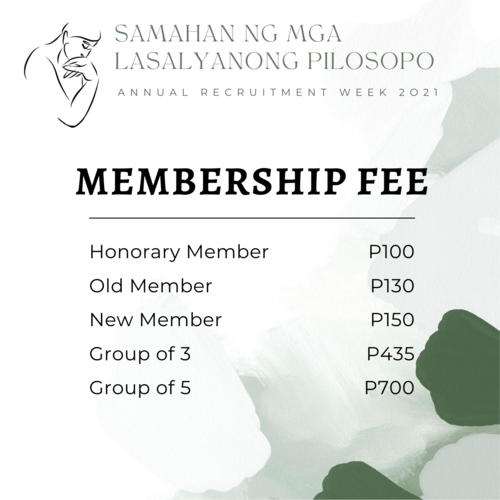 SAMAHAN NG MGA
LASALYANONG PILOSOPO
ANNUAL RECRUITMENT WEEK 2021
MEMBERSHIP FEE
Honorary Member P100
Old Member P130
New Member P150
Group of 3 P435
Group of 5 P700